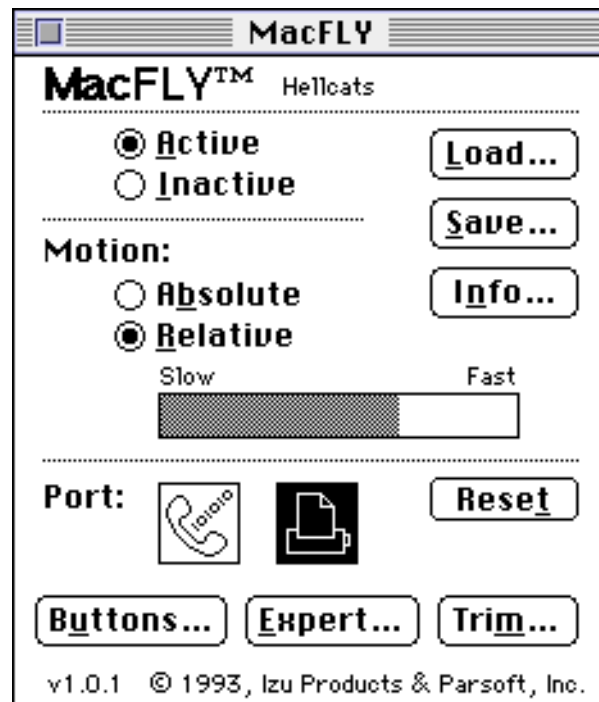 MacFLY
MacFLY™ Hellcats
Active
Load...
Inactive
Save...
Motion:
Info...
Absolute
Relative
Slow Fast
Port:
Reset
Buttons... Expert... Trim...
v1.0.1 © 1993, Izu Products & Parsoft, Inc.